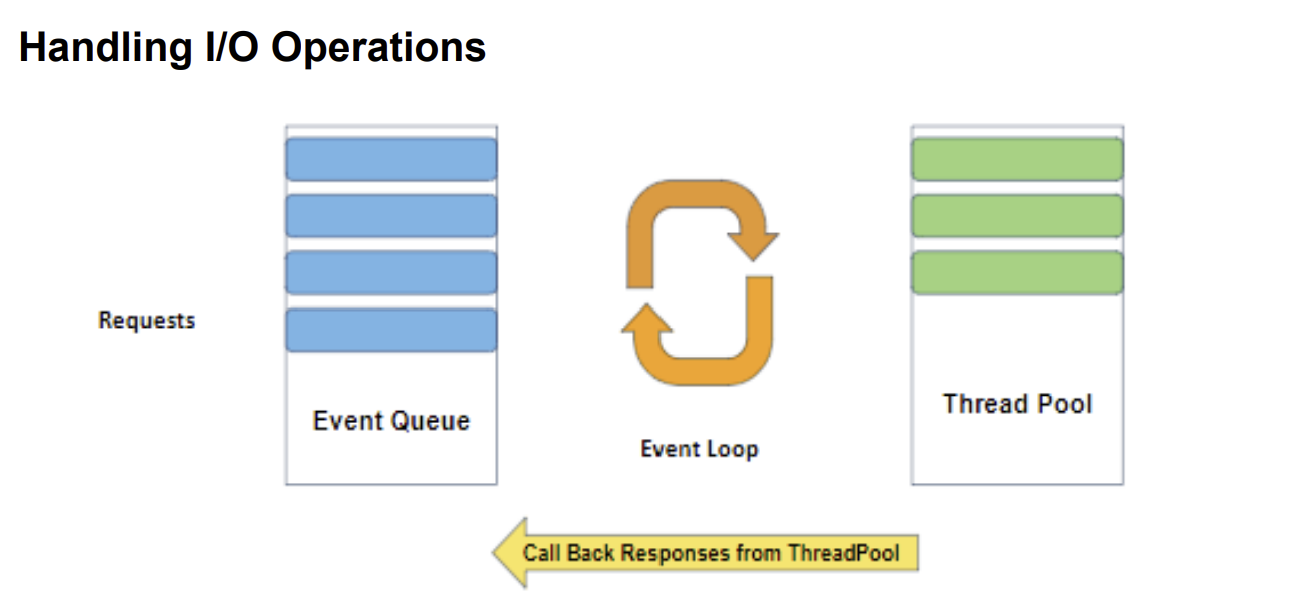 Handling I/O Operations
Requests
Event Queue
Event Loop
Thread Pool
Call Back Responses from ThreadPool